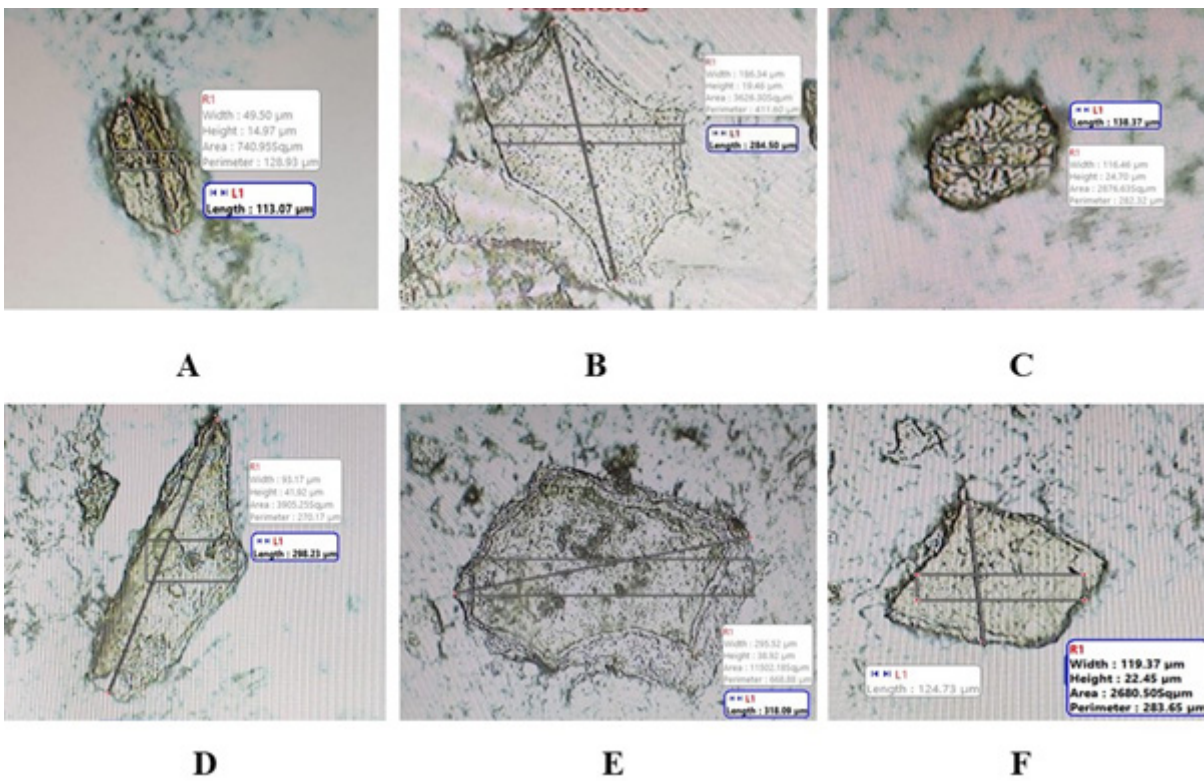 R1
Width : 49.50 µm
Height : 14.97 µm
Area : 740.95Sqµm
Perimeter : 128.93 µm
L1
Length : 113.07 µm
R1
Width : 186.34 µm
Height : 19.46 µm
Area : 3626.30Sqµm
Perimeter : 411.60 µm
L1
Length : 284.50 µm
L1
Length : 138.37 µm
R1
Width : 116.46 µm
Height : 24.70 µm
Area : 2876.63Sqµm
Perimeter : 282.32 µm
A
B
C
R1
Width : 93.17 µm
Height : 41.92 µm
Area : 3905.25Sqµm
Perimeter : 270.17 µm
L1
Length : 298.23 µm
R1
Width : 295.52 µm
Height : 38.92 µm
Area : 11502.18Sqµm
Perimeter : 668.88 µm
L1
Length : 318.09 µm
L1
Length : 124.73 µm
R1
Width : 119.37 µm
Height : 22.45 µm
Area : 2680.50Sqµm
Perimeter : 283.65 µm
D
E
F